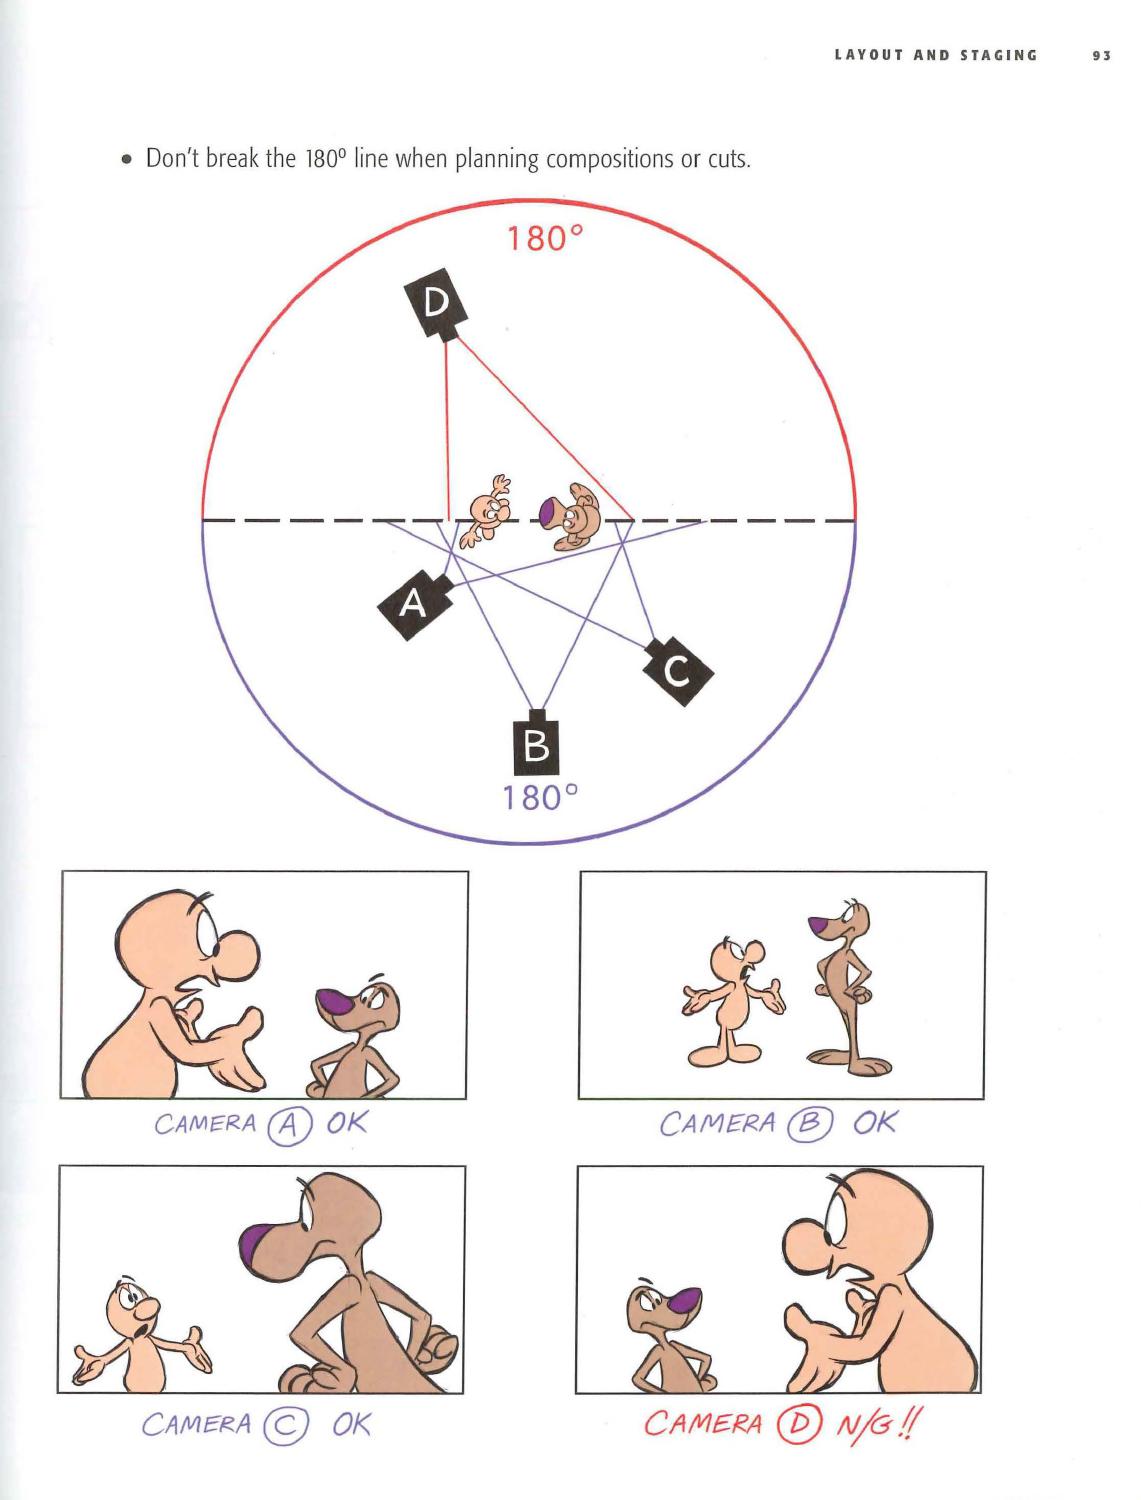 LAYOUT AND STAGING 93
• Don't break the 180º line when planning compositions or cuts.
180°
D
A
C
B
180°
CAMERA A OK
CAMERA B OK
CAMERA C OK
CAMERA D N/G!!